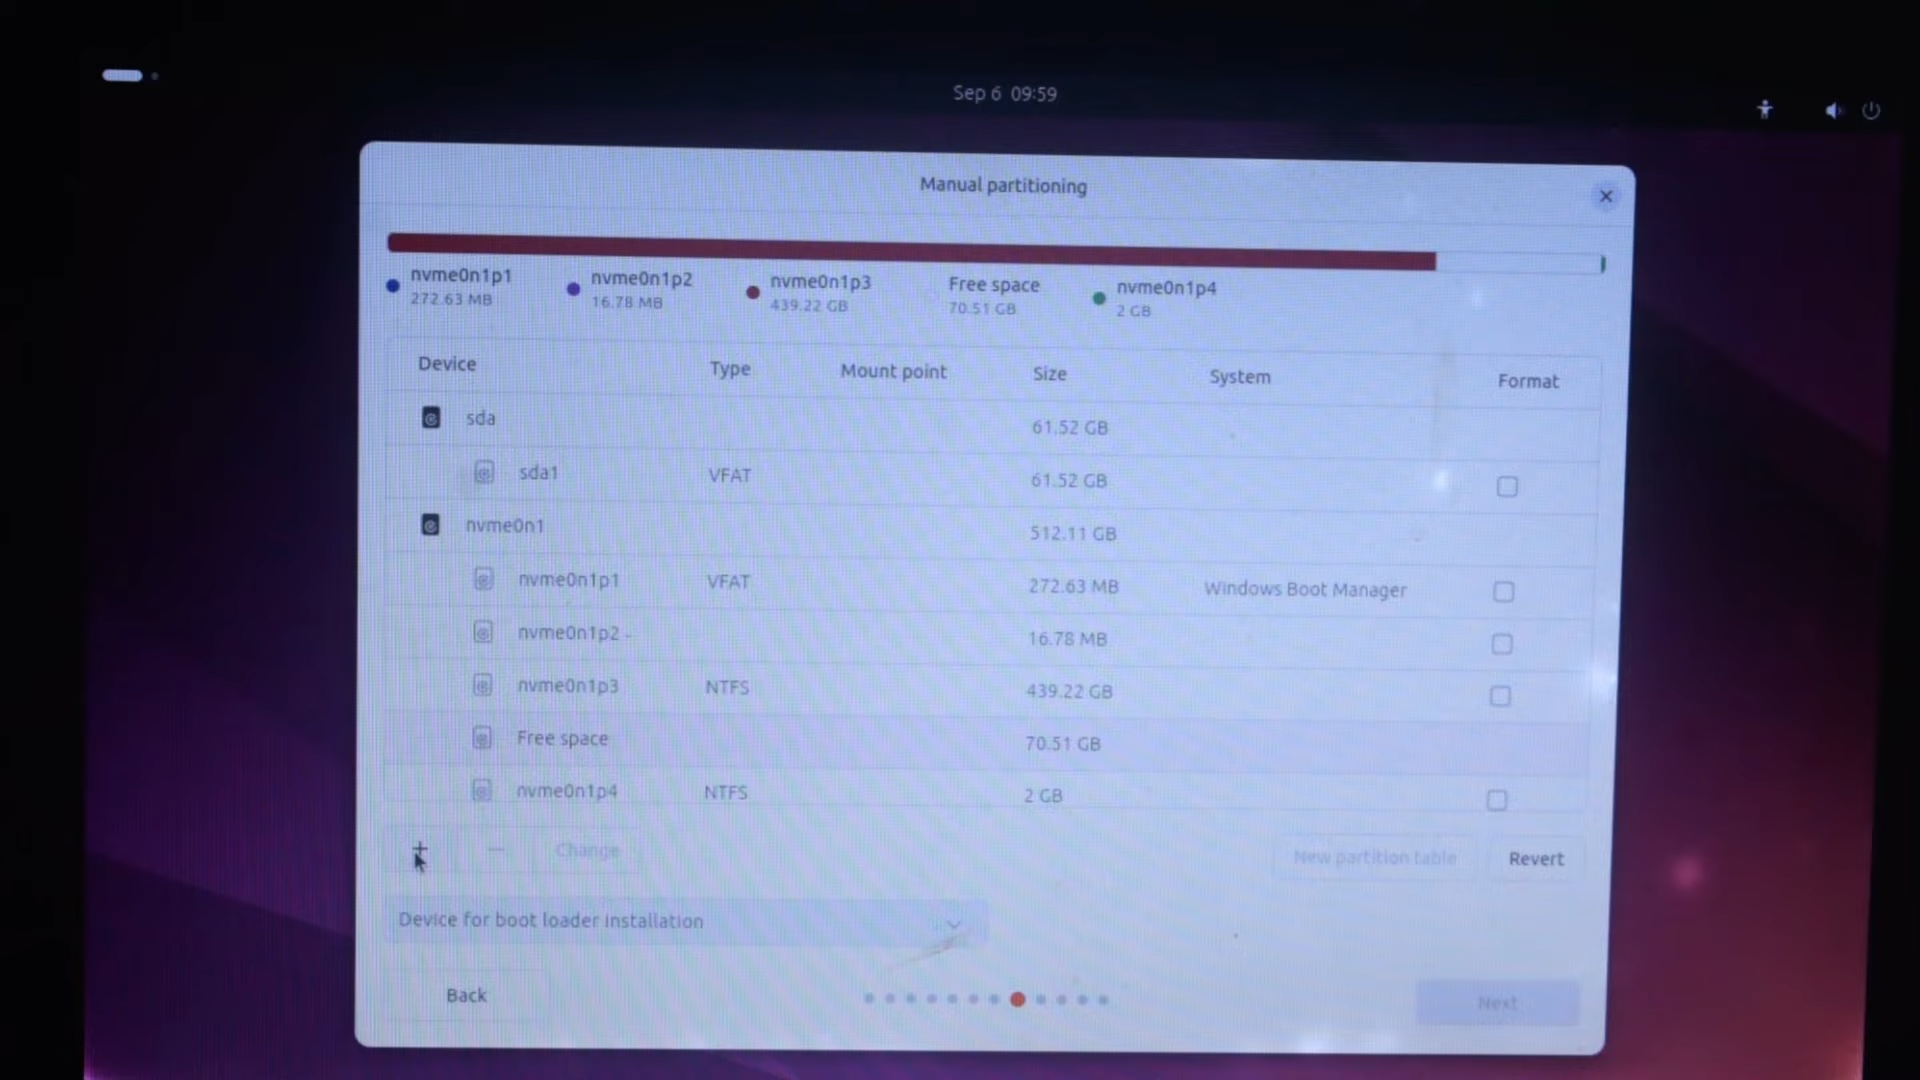 Sep 6 09:59
Manual partitioning
nvme0n1p1 nvme0n1p2 nvme0n1p3 Free space nvme0n1p4
272.63 MB 16.78 MB 439.22 GB 70.51 GB 2 GB
Device Type Mount point Size System Format
sda 61.52 GB
sda1 VFAT 61.52 GB
nvme0n1 512.11 GB
nvme0n1p1 VFAT 272.63 MB Windows Boot Manager
nvme0n1p2 16.78 MB
nvme0n1p3 NTFS 439.22 GB
Free space 70.51 GB
nvme0n1p4 NTFS 2 GB
+ − Change New partition table Revert
Device for boot loader installation
Back Next